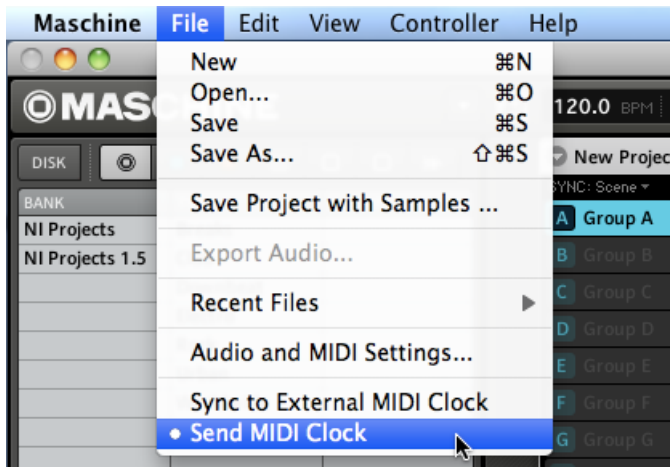 Maschine File Edit View Controller Help
New ⌘N
Open... ⌘O
Save ⌘S
Save As... ⇧⌘S
Save Project with Samples ...
Export Audio...
Recent Files ▶
Audio and MIDI Settings...
Sync to External MIDI Clock
• Send MIDI Clock
MAS
DISK
BANK
NI Projects
NI Projects 1.5
120.0 BPM
New Projec
SYNC: Scene
A Group A
B Group B
C Group C
D Group D
E Group E
F Group F
G Group G